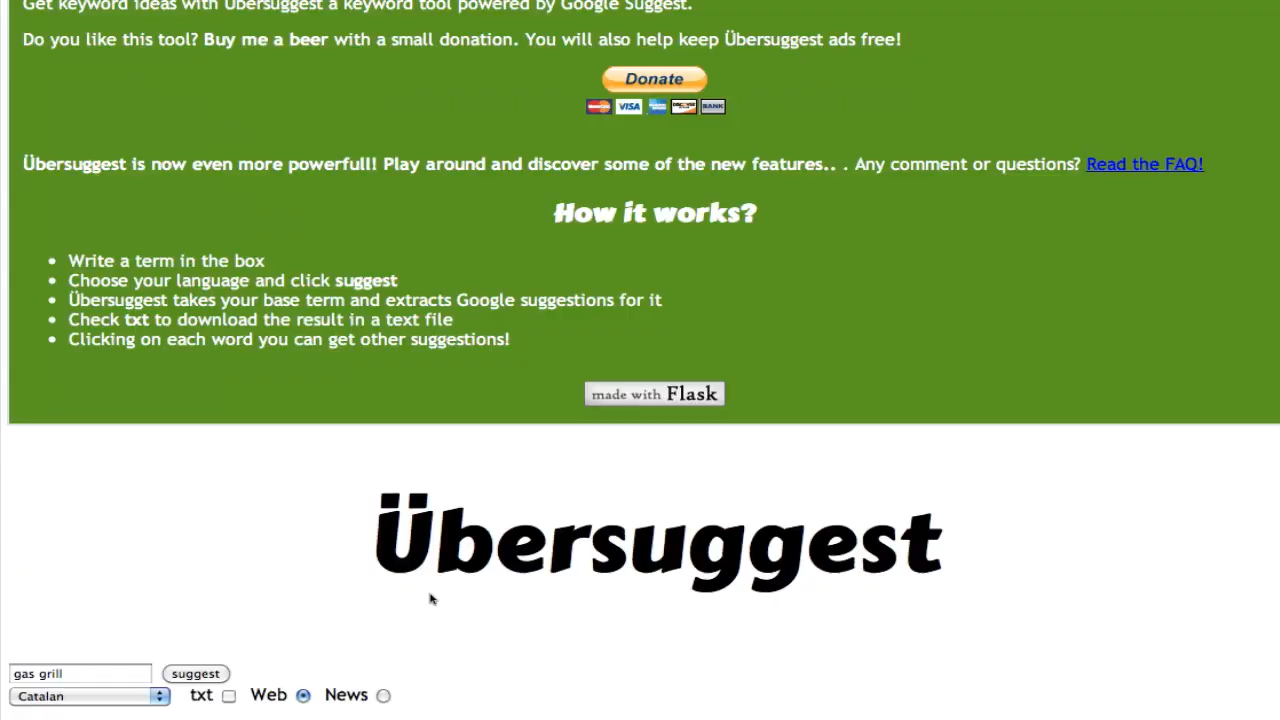 Get keyword ideas with Übersuggest a keyword tool powered by Google Suggest.
Do you like this tool? Buy me a beer with a small donation. You will also help keep Übersuggest ads free!
Donate
VISA DISCOVER BANK
Übersuggest is now even more powerfull! Play around and discover some of the new features.. . Any comment or questions? Read the FAQ!
How it works?
• Write a term in the box
• Choose your language and click suggest
• Übersuggest takes your base term and extracts Google suggestions for it
• Check txt to download the result in a text file
• Clicking on each word you can get other suggestions!
made with Flask
Übersuggest
gas grill suggest
Catalan txt Web News